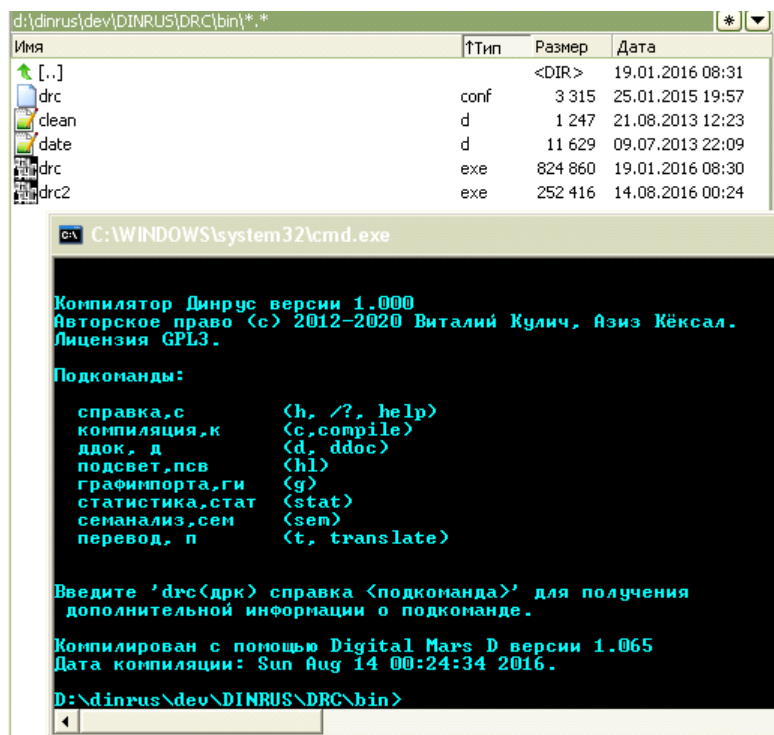 d:\dinrus\dev\DINRUS\DRC\bin\*.* * ▼
Имя ↑Тип Размер Дата
[..] <DIR> 19.01.2016 08:31
drc conf 3 315 25.01.2015 19:57
clean d 1 247 21.08.2013 12:23
date d 11 629 09.07.2013 22:09
drc exe 824 860 19.01.2016 08:30
drc2 exe 252 416 14.08.2016 00:24
C:\WINDOWS\system32\cmd.exe
Компилятор Динрус версии 1.000
Авторское право (c) 2012-2020 Виталий Кулич, Азиз Кёксал.
Лицензия GPL3.
Подкоманды:
справка,с (h, /?, help)
компиляция,к (c,compile)
ддок, д (d, ddoc)
подсвет,псв (hl)
графимпорта,ги (g)
статистика,стат (stat)
семанализ,сем (sem)
перевод, п (t, translate)
Введите 'drc(дрк) справка <подкоманда>' для получения
дополнительной информации о подкоманде.
Компилирован с помощью Digital Mars D версии 1.065
Дата компиляции: Sun Aug 14 00:24:34 2016.
D:\dinrus\dev\DINRUS\DRC\bin>